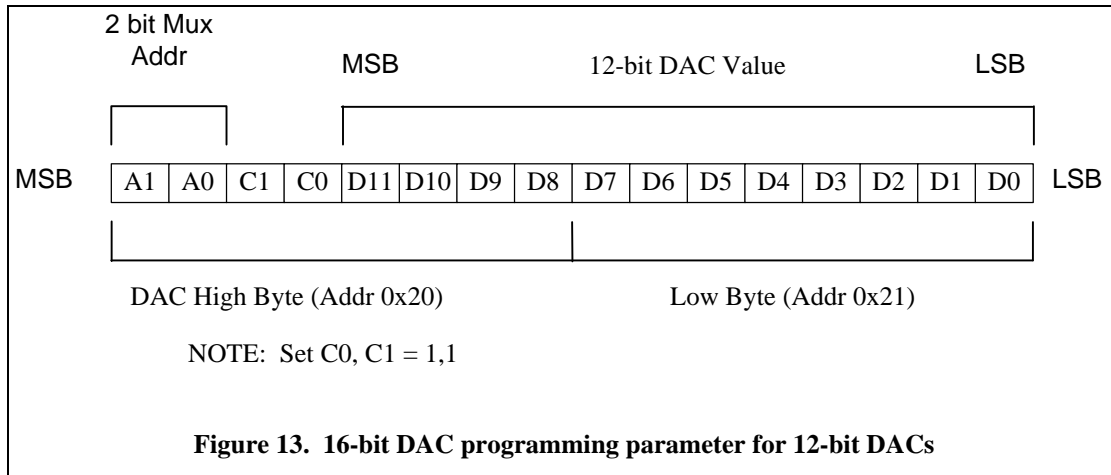 2 bit Mux
Addr
MSB 12-bit DAC Value LSB
MSB A1 A0 C1 C0 D11 D10 D9 D8 D7 D6 D5 D4 D3 D2 D1 D0 LSB
DAC High Byte (Addr 0x20) Low Byte (Addr 0x21)
NOTE: Set C0, C1 = 1,1
Figure 13. 16-bit DAC programming parameter for 12-bit DACs